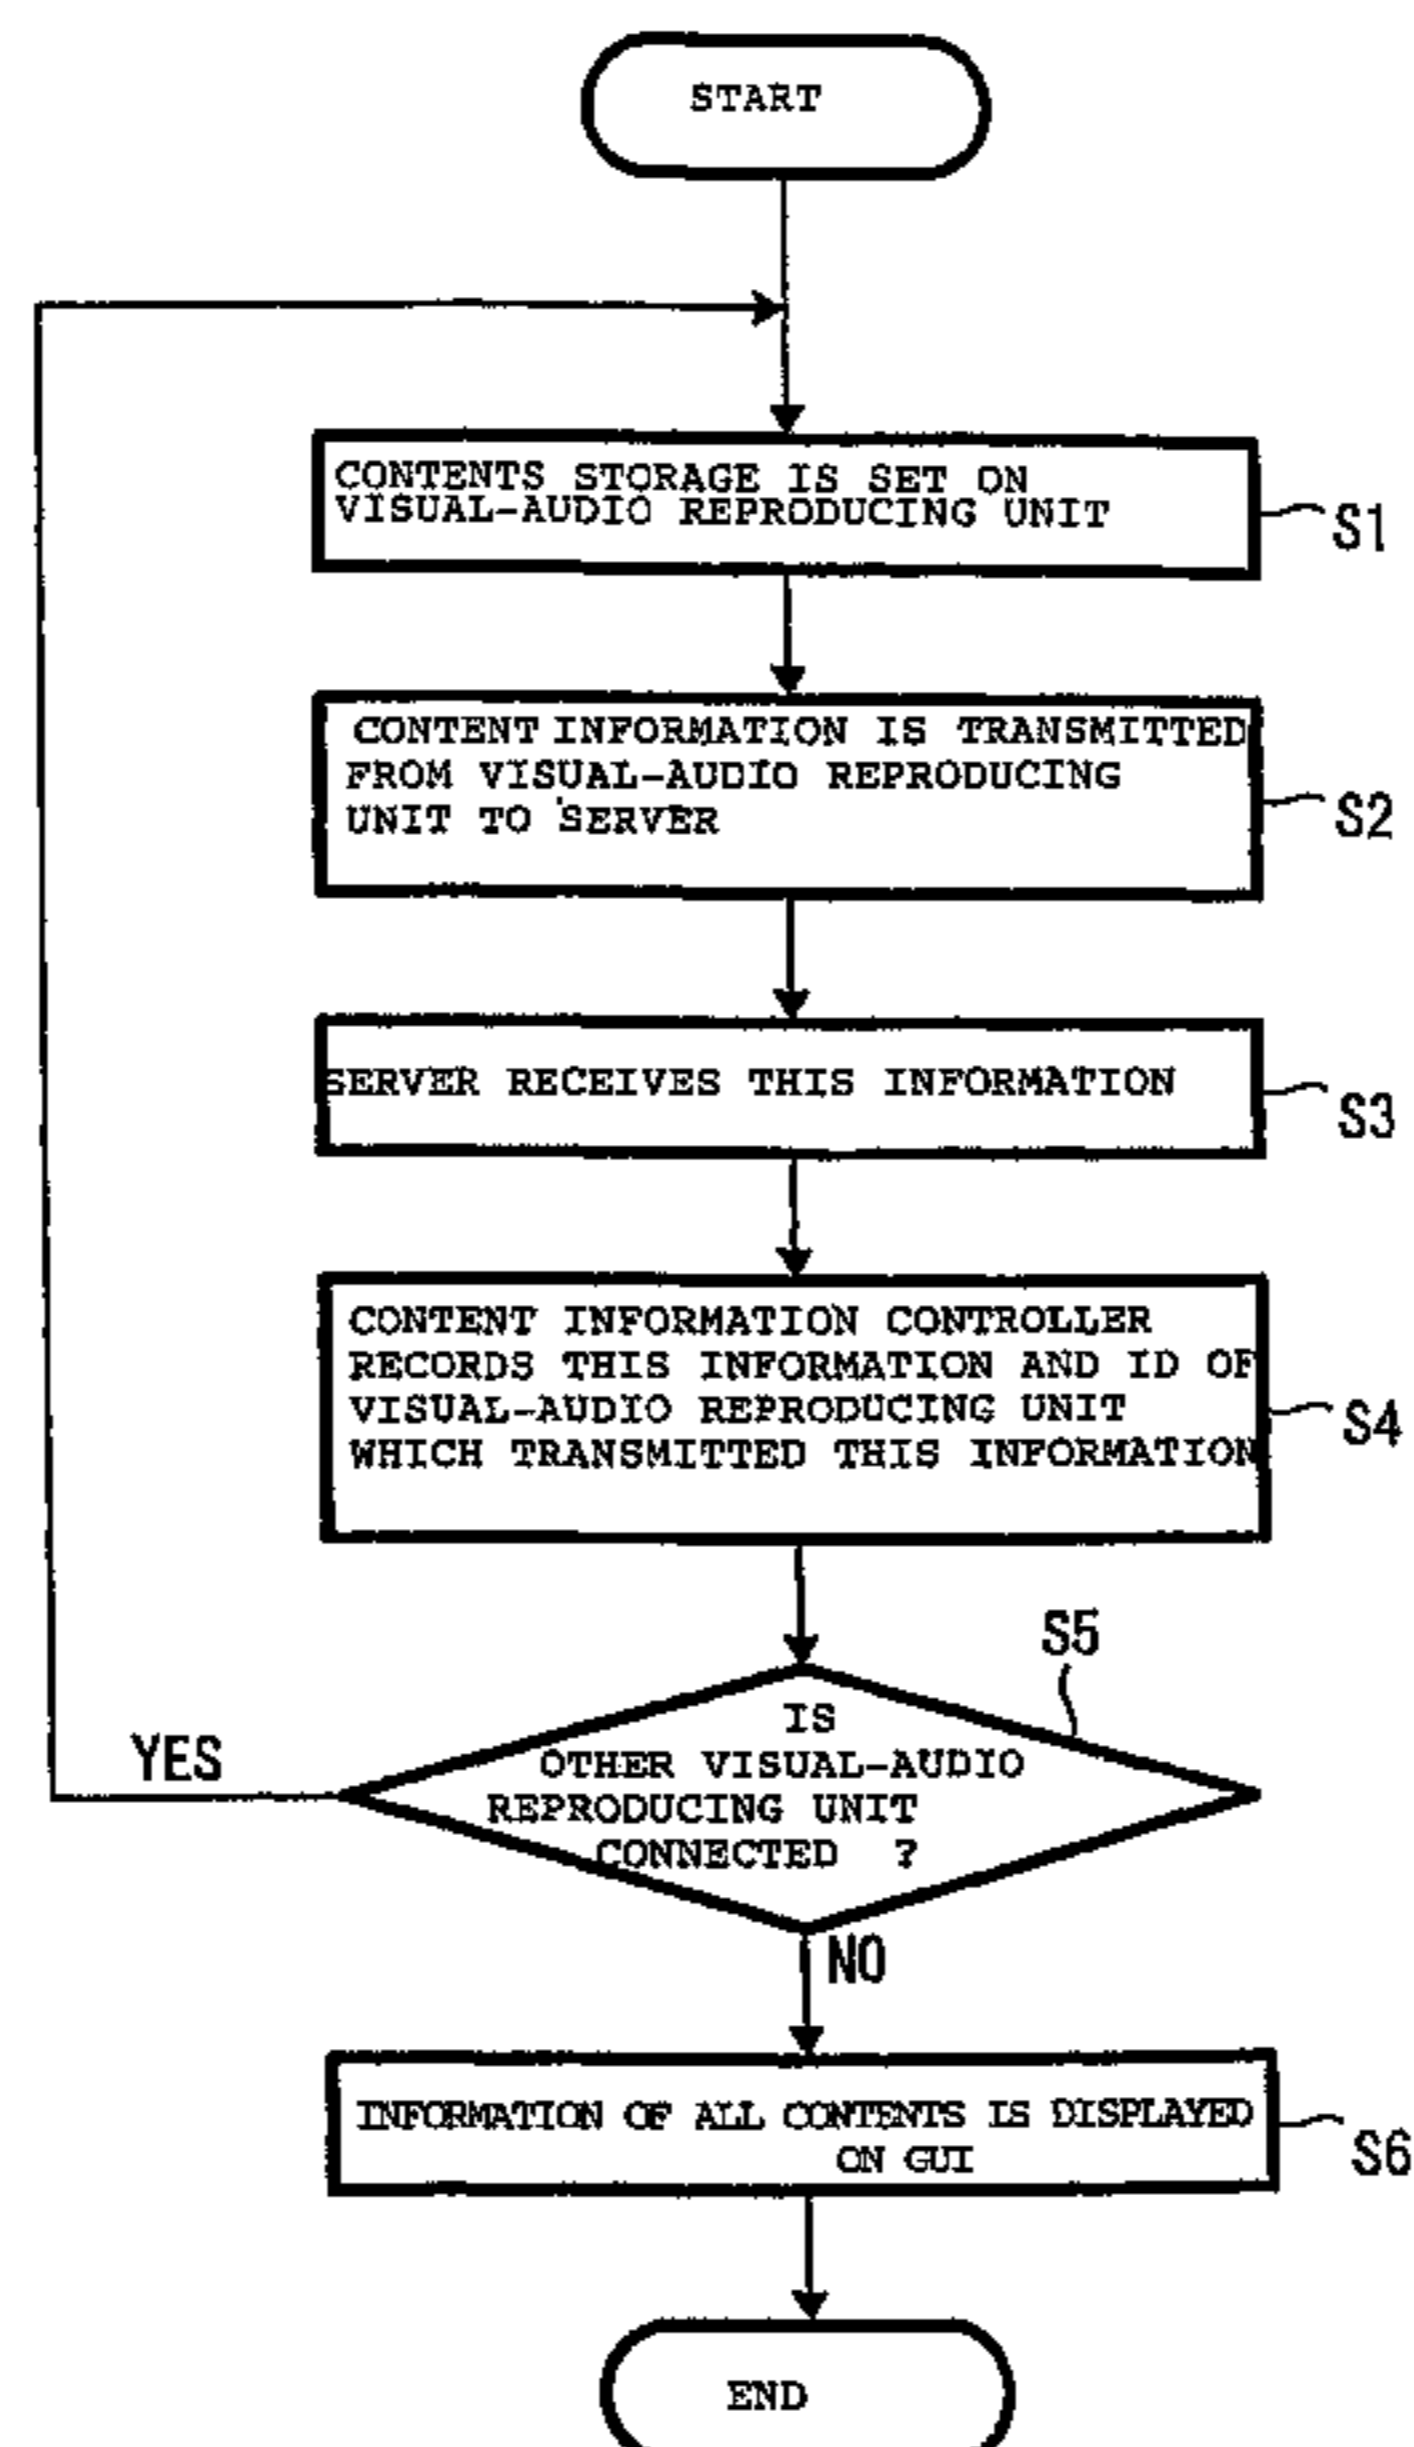 START
CONTENTS STORAGE IS SET ON
VISUAL-AUDIO REPRODUCING UNIT
S1
CONTENT INFORMATION IS TRANSMITTED
FROM VISUAL-AUDIO REPRODUCING
UNIT TO SERVER
S2
SERVER RECEIVES THIS INFORMATION
S3
CONTENT INFORMATION CONTROLLER
RECORDS THIS INFORMATION AND ID OF
VISUAL-AUDIO REPRODUCING UNIT
WHICH TRANSMITTED THIS INFORMATION
S4
S5
IS
OTHER VISUAL-AUDIO
REPRODUCING UNIT
CONNECTED ?
YES
NO
INFORMATION OF ALL CONTENTS IS DISPLAYED
ON GUI
S6
END